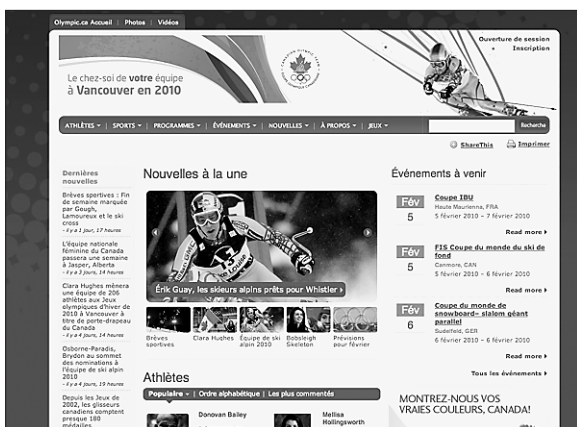 Olympic.ca Accueil | Photos | Vidéos
Ouverture de session
Inscription
Le chez-soi de votre équipe
à Vancouver en 2010
ATHLÈTES | SPORTS | PROGRAMMES | ÉVÉNEMENTS | NOUVELLES | À PROPOS | JEUX
Recherche
ShareThis
Imprimer
Dernières
nouvelles
Brèves sportives : Fin
de semaine marquée
par Gough,
Lamoureux et le ski
cross
- il y a 1 jour, 17 heures
L'équipe nationale
féminine du Canada
passera une semaine
à Jasper, Alberta
- il y a 3 jours, 14 heures
Clara Hughes mènera
une équipe de 206
athlètes aux Jeux
olympiques d'hiver de
2010 à Vancouver à
titre de porte-drapeau
du Canada
- il y a 4 jours, 14 heures
Osborne-Paradis,
Brydon au sommet
des nominations à
l'équipe de ski alpin
2010
- il y a 4 jours, 19 heures
Depuis les Jeux de
2002, les glisseurs
canadiens comptent
presque 180
médailles
Nouvelles à la une
Érik Guay, les skieurs alpins prêts pour Whistler
Brèves
sportives
Clara Hughes
Équipe de ski
alpin 2010
Bobsleigh
Skeleton
Prévisions
pour février
Athlètes
Populaire | Ordre alphabétique | Les plus commentés
Donovan Bailey
Mellisa
Hollingsworth
Événements à venir
Fév
5
Coupe IBU
Haute Maurienna, FRA
5 février 2010 – 7 février 2010
Read more
Fév
5
FIS Coupe du monde du ski de
fond
Canmore, CAN
5 février 2010 – 6 février 2010
Read more
Fév
6
Coupe du monde de
snowboard– slalom géant
parallel
Sudelfeld, GER
6 février 2010 – 6 février 2010
Read more
Tous les événements
MONTREZ-NOUS VOS
VRAIES COULEURS, CANADA!